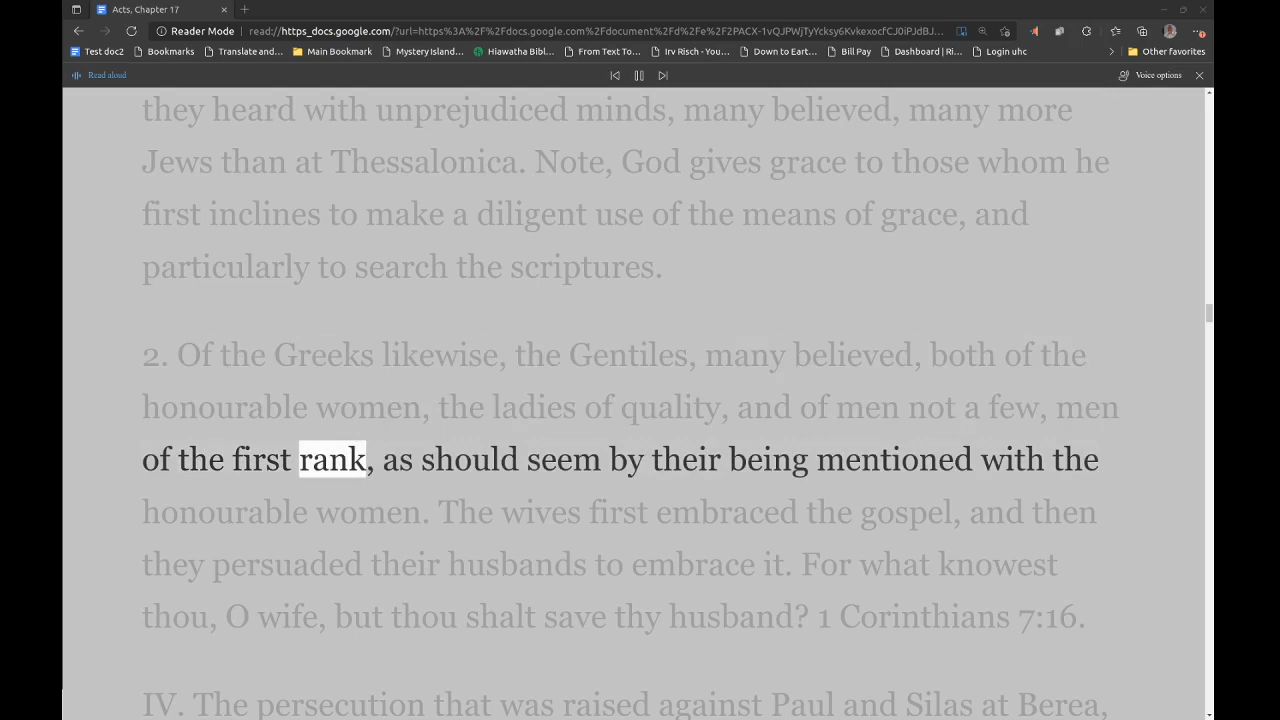 Acts, Chapter 17
Reader Mode
read://https_docs.google.com/?url=https%3A%2F%2Fdocs.google.com%2Fdocument%2Fd%2Fe%2F2PACX-1vQJPWjTyYcksy6KvkexocfCJ0iPJdBJ...
Test doc2 Bookmarks Translate and... Main Bookmark Mystery Island... Hiawatha Bibl... From Text To... Irv Risch - You... Down to Eart... Bill Pay Dashboard | Ri... Login uhc Other favorites
Read aloud Voice options
they heard with unprejudiced minds, many believed, many more
Jews than at Thessalonica. Note, God gives grace to those whom he
first inclines to make a diligent use of the means of grace, and
particularly to search the scriptures.
2. Of the Greeks likewise, the Gentiles, many believed, both of the
honourable women, the ladies of quality, and of men not a few, men
of the first rank, as should seem by their being mentioned with the
honourable women. The wives first embraced the gospel, and then
they persuaded their husbands to embrace it. For what knowest
thou, O wife, but thou shalt save thy husband? 1 Corinthians 7:16.
IV. The persecution that was raised against Paul and Silas at Berea,